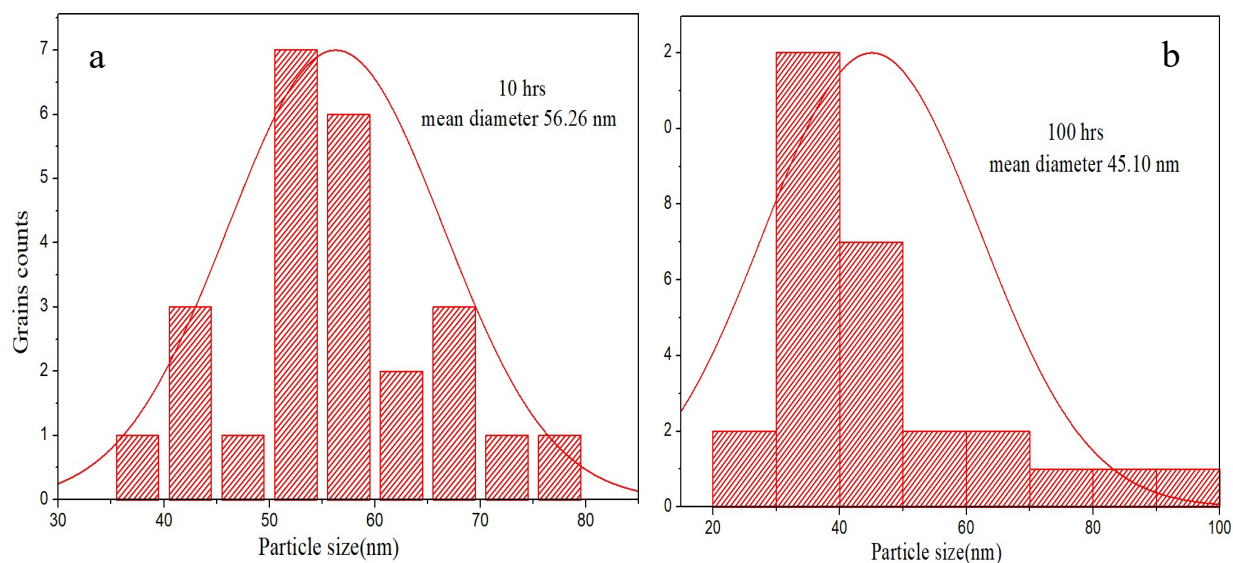 a
10 hrs
mean diameter 56.26 nm
Grains counts
7
6
5
4
3
2
1
0
30 40 50 60 70 80
Particle size(nm)
b
100 hrs
mean diameter 45.10 nm
2
0
8
6
4
2
0
20 40 60 80 100
Particle size(nm)